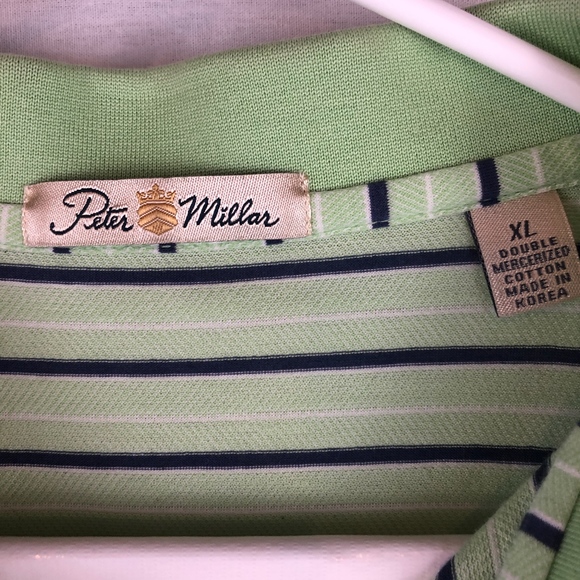 Peter Millar
XL
DOUBLE
MERCERIZED
COTTON
MADE IN
KOREA